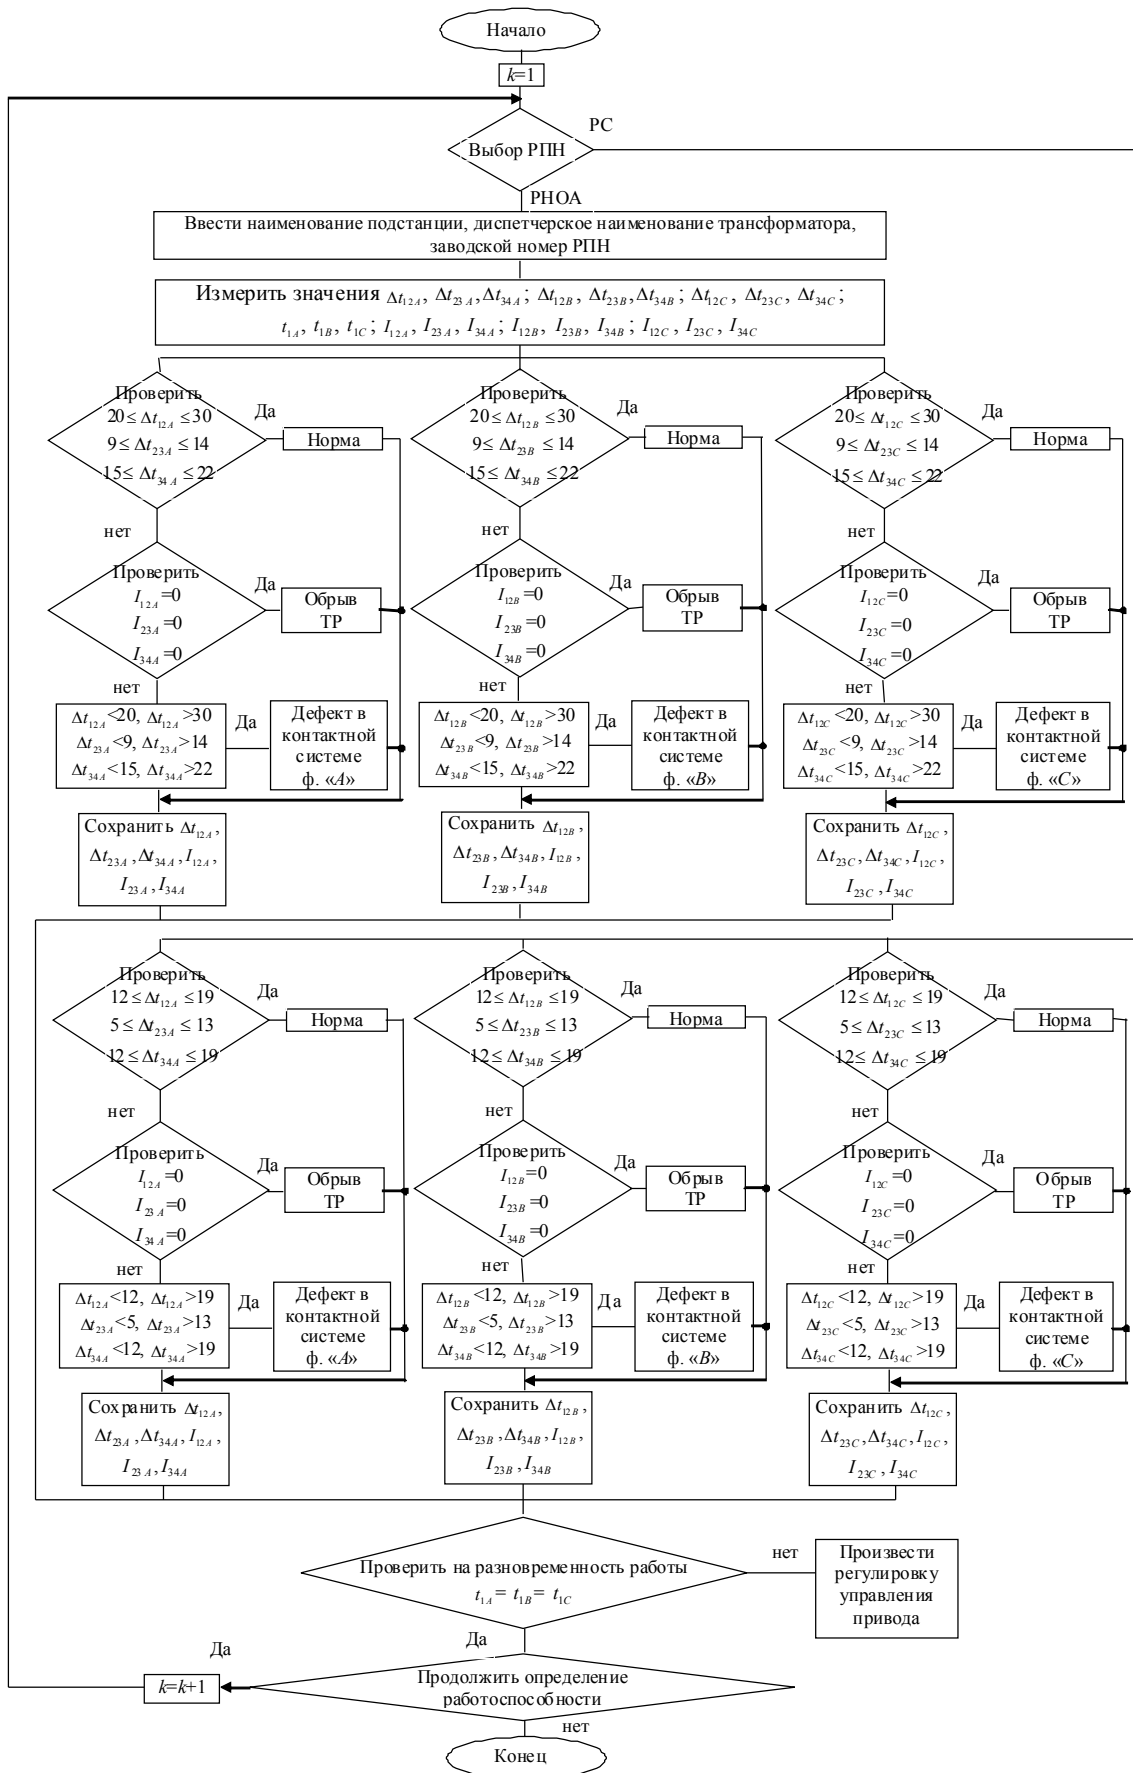 Начало
k=1
РС
Выбор РПН
РНОА
Ввести наименование подстанции, диспетчерское наименование трансформатора,
заводской номер РПН
Измерить значения Δt12A, Δt23A, Δt34A; Δt12B, Δt23B, Δt34B; Δt12C, Δt23C, Δt34C;
t1A, t1B, t1C; I12A, I23A, I34A; I12B, I23B, I34B; I12C, I23C, I34C
Проверить
20≤ Δt12A ≤30
9≤ Δt23A ≤14
15≤ Δt34A ≤22
Да
Норма
нет
Проверить
I12A=0
I23A=0
I34A=0
Да
Обрыв
ТР
нет
Δt12A<20, Δt12A>30
Δt23A<9, Δt23A>14
Δt34A<15, Δt34A>22
Да
Дефект в
контактной
системе
ф. «A»
Сохранить Δt12A,
Δt23A, Δt34A, I12A,
I23A, I34A
Проверить
20≤ Δt12B ≤30
9≤ Δt23B ≤14
15≤ Δt34B ≤22
Да
Норма
нет
Проверить
I12B=0
I23B=0
I34B=0
Да
Обрыв
ТР
нет
Δt12B<20, Δt12B>30
Δt23B<9, Δt23B>14
Δt34B<15, Δt34B>22
Да
Дефект в
контактной
системе
ф. «B»
Сохранить Δt12B,
Δt23B, Δt34B, I12B,
I23B, I34B
Проверить
20≤ Δt12C ≤30
9≤ Δt23C ≤14
15≤ Δt34C ≤22
Да
Норма
нет
Проверить
I12C=0
I23C=0
I34C=0
Да
Обрыв
ТР
нет
Δt12C<20, Δt12C>30
Δt23C<9, Δt23C>14
Δt34C<15, Δt34C>22
Да
Дефект в
контактной
системе
ф. «C»
Сохранить Δt12C,
Δt23C, Δt34C, I12C,
I23C, I34C
Проверить
12≤ Δt12A ≤19
5≤ Δt23A ≤13
12≤ Δt34A ≤19
Да
Норма
нет
Проверить
I12A=0
I23A=0
I34A=0
Да
Обрыв
ТР
нет
Δt12A<12, Δt12A>19
Δt23A<5, Δt23A>13
Δt34A<12, Δt34A>19
Да
Дефект в
контактной
системе
ф. «A»
Сохранить Δt12A,
Δt23A, Δt34A, I12A,
I23A, I34A
Проверить
12≤ Δt12B ≤19
5≤ Δt23B ≤13
12≤ Δt34B ≤19
Да
Норма
нет
Проверить
I12B=0
I23B=0
I34B=0
Да
Обрыв
ТР
нет
Δt12B<12, Δt12B>19
Δt23B<5, Δt23B>13
Δt34B<12, Δt34B>19
Да
Дефект в
контактной
системе
ф. «B»
Сохранить Δt12B,
Δt23B, Δt34B, I12B,
I23B, I34B
Проверить
12≤ Δt12C ≤19
5≤ Δt23C ≤13
12≤ Δt34C ≤19
Да
Норма
нет
Проверить
I12C=0
I23C=0
I34C=0
Да
Обрыв
ТР
нет
Δt12C<12, Δt12C>19
Δt23C<5, Δt23C>13
Δt34C<12, Δt34C>19
Да
Дефект в
контактной
системе
ф. «C»
Сохранить Δt12C,
Δt23C, Δt34C, I12C,
I23C, I34C
Проверить на разновременность работы
t1A= t1B= t1C
нет
Произвести
регулировку
управления
привода
Да
Да
k=k+1
Продолжить определение
работоспособности
нет
Конец